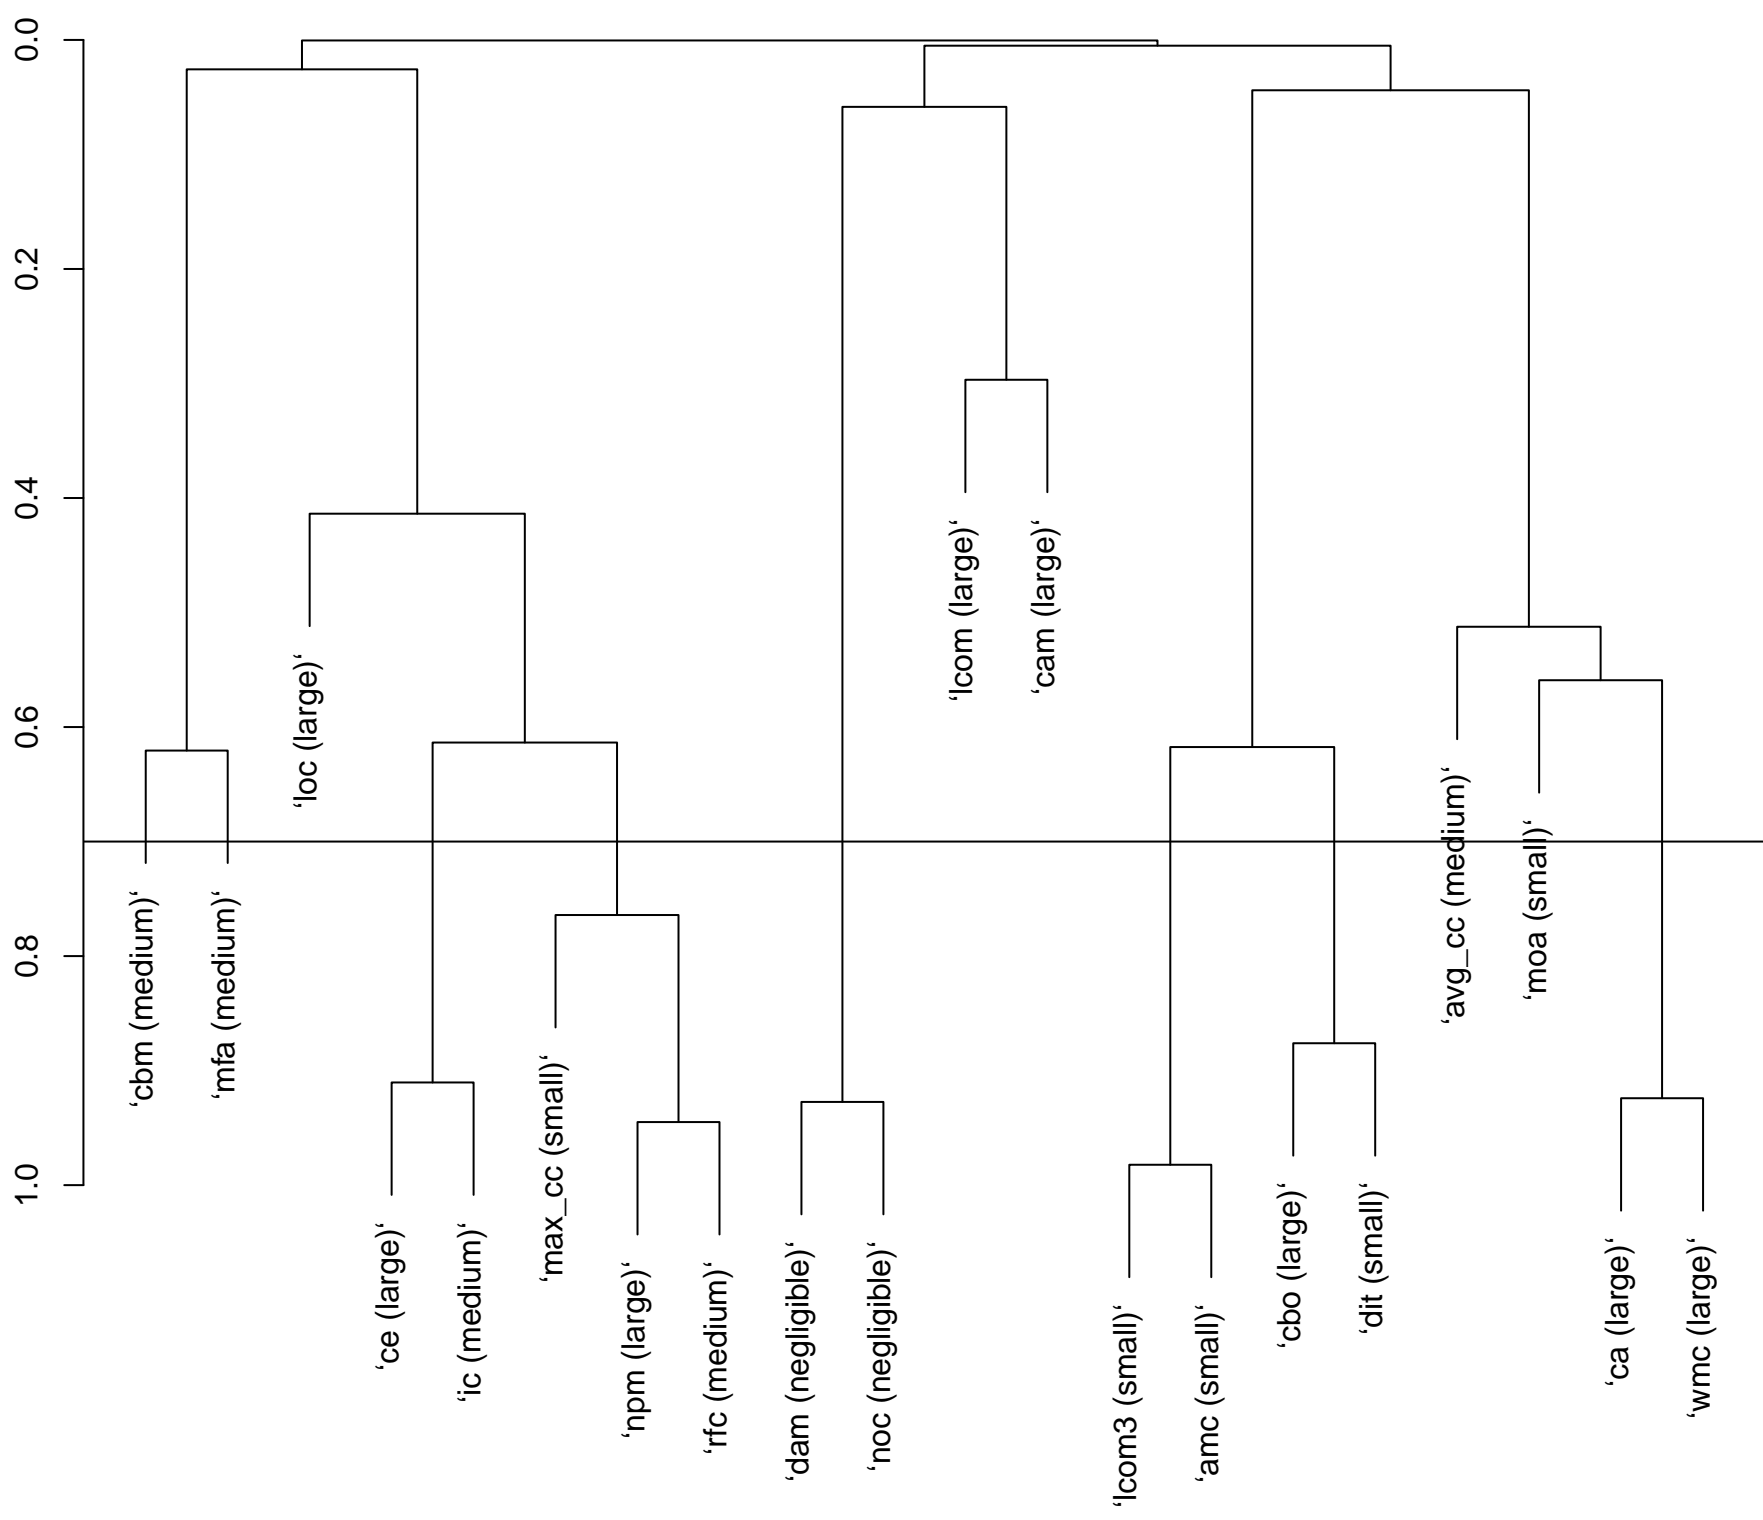 0.0
0.2
0.4
0.6
0.8
1.0
‘cbm (medium)‘
‘mfa (medium)‘
‘loc (large)‘
‘ce (large)‘
‘ic (medium)‘
‘max_cc (small)‘
‘npm (large)‘
‘rfc (medium)‘
‘dam (negligible)‘
‘noc (negligible)‘
‘lcom (large)‘
‘cam (large)‘
‘lcom3 (small)‘
‘amc (small)‘
‘cbo (large)‘
‘dit (small)‘
‘avg_cc (medium)‘
‘moa (small)‘
‘ca (large)‘
‘wmc (large)‘